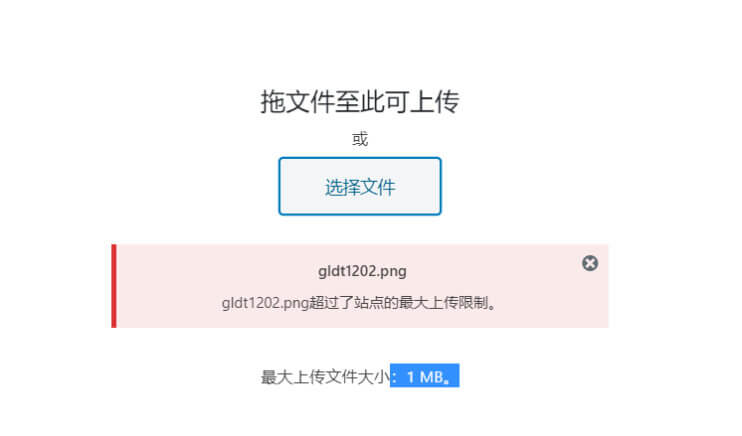 拖文件至此可上传
或
选择文件
gldt1202.png
gldt1202.png超过了站点的最大上传限制。
最大上传文件大小：1 MB。